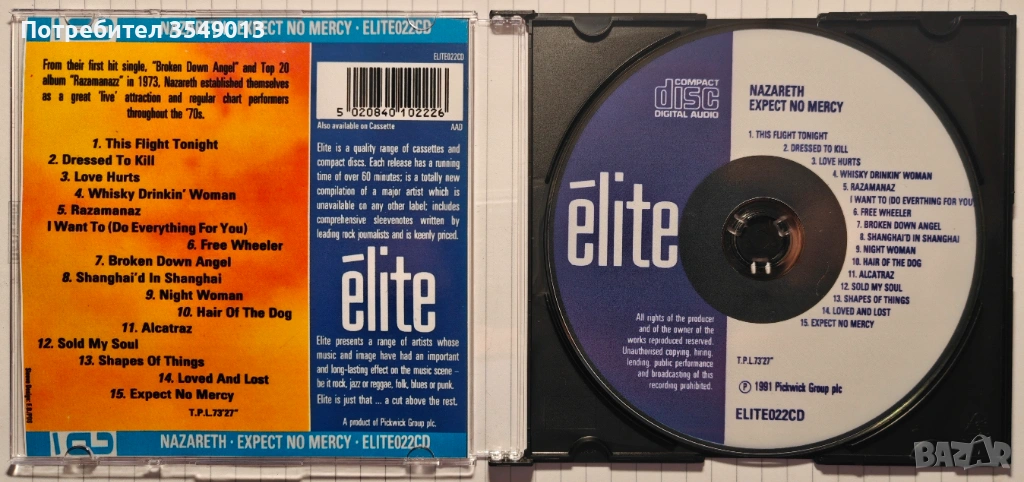 Потребител 3549013
NAZARETH · EXPECT NO MERCY · ELITE022CD
From their first hit single, "Broken Down Angel" and Top 20
album "Razamanazz" in 1973, Nazareth established themselves
as a great 'live' attraction and regular chart performers
throughout the '70s.
1. This Flight Tonight
2. Dressed To Kill
3. Love Hurts
4. Whisky Drinkin' Woman
5. Razamanaz
I Want To (Do Everything For You)
6. Free Wheeler
7. Broken Down Angel
8. Shanghai'd In Shanghai
9. Night Woman
10. Hair Of The Dog
11. Alcatraz
12. Sold My Soul
13. Shapes Of Things
14. Loved And Lost
15. Expect No Mercy
T.P.L.73'27"
ELITE022CD
5 020840 102226
Also available on Cassette AAD
Elite is a quality range of cassettes and
compact discs. Each release has a running
time of over 60 minutes; is a totally new
compilation of a major artist which is
unavailable on any other label; includes
comprehensive sleevenotes written by
leading rock journalists and is keenly priced.
élite
Elite presents a range of artists whose
music and image have had an important
and long-lasting effect on the music scene -
be it rock, jazz or reggae, folk, blues or punk.
Elite is just that ... a cut above the rest.
A product of Pickwick Group plc.
NAZARETH · EXPECT NO MERCY · ELITE022CD
COMPACT
disc
DIGITAL AUDIO
NAZARETH
EXPECT NO MERCY
1. THIS FLIGHT TONIGHT
2. DRESSED TO KILL
3. LOVE HURTS
4. WHISKY DRINKIN' WOMAN
5. RAZAMANAZ
I WANT TO (DO EVERTHING FOR YOU
6. FREE WHEELER
7. BROKEN DOWN ANGEL
8. SHANGHAI'D IN SHANGHAI
9. NIGHT WOMAN
10. HAIR OF THE DOG
11. ALCATRAZ
12. SOLD MY SOUL
13. SHAPES OF THINGS
14. LOVED AND LOST
15. EXPECT NO MERCY
élite
All rights of the producer
and of the owner of the
works reproduced reserved.
Unauthorised copying, hiring,
lending, public performance
and broadcasting of this
recording prohibited.
T.P.L.73'27"
℗ 1991 Pickwick Group plc
ELITE022CD
BAZAR